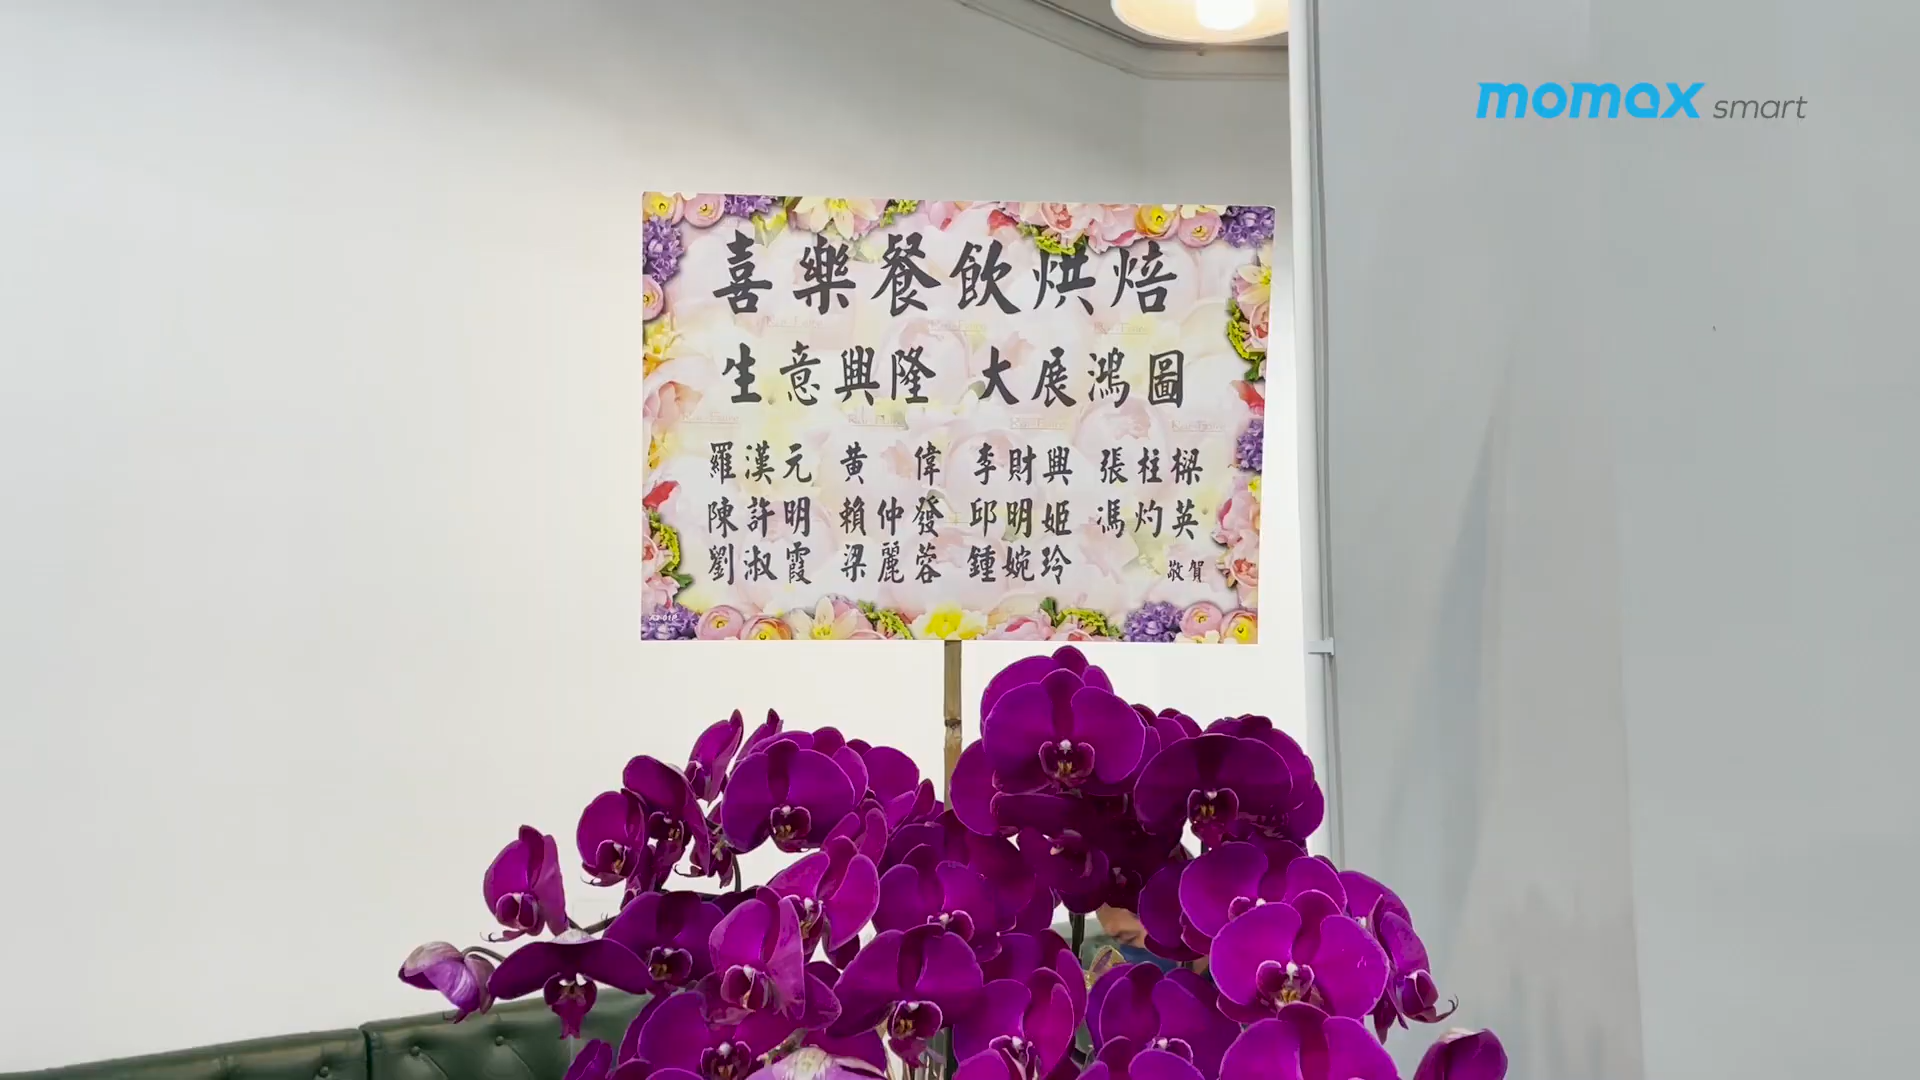 momax smart
喜樂餐飲烘焙
生意興隆 大展鴻圖
羅漢元 黃偉 李財興 張柱樑
陳許明 賴仲發 邱明姬 馮灼英
劉淑霞 梁麗蓉 鍾婉玲 敬賀